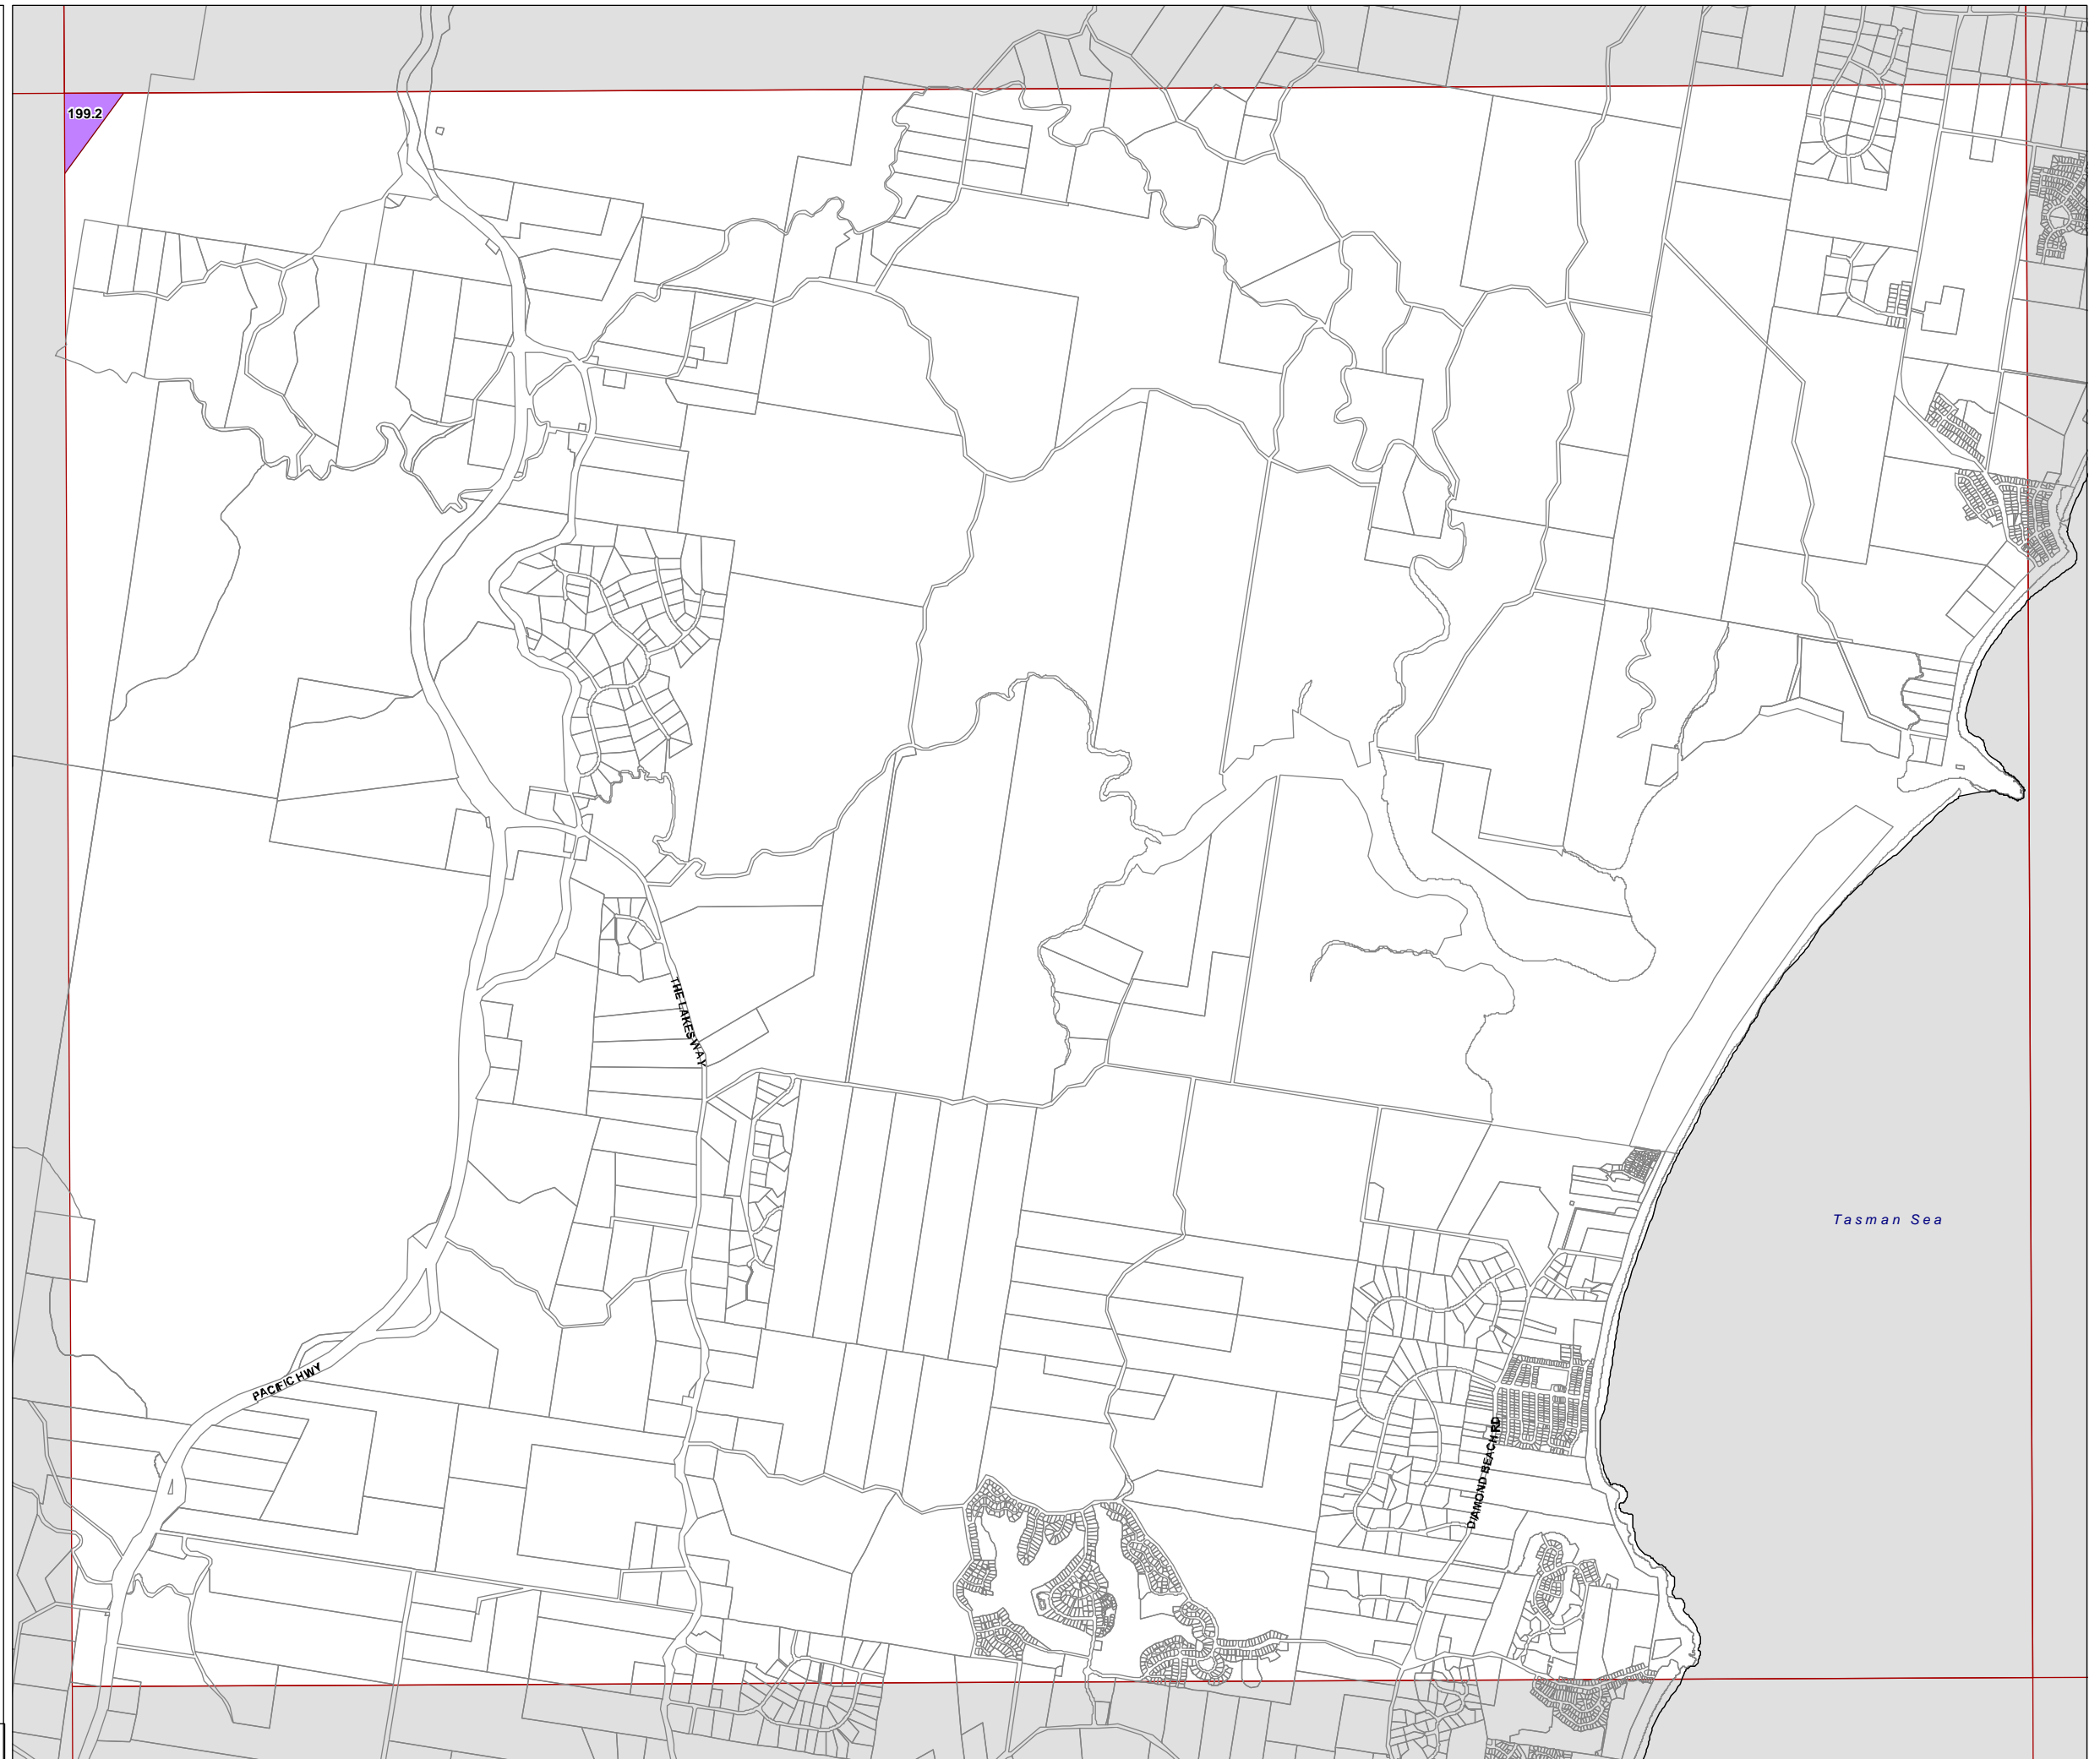 199.2
THE LAKES WAY
Tasman Sea
PACIFIC HWY
DIAMOND BEACH RD